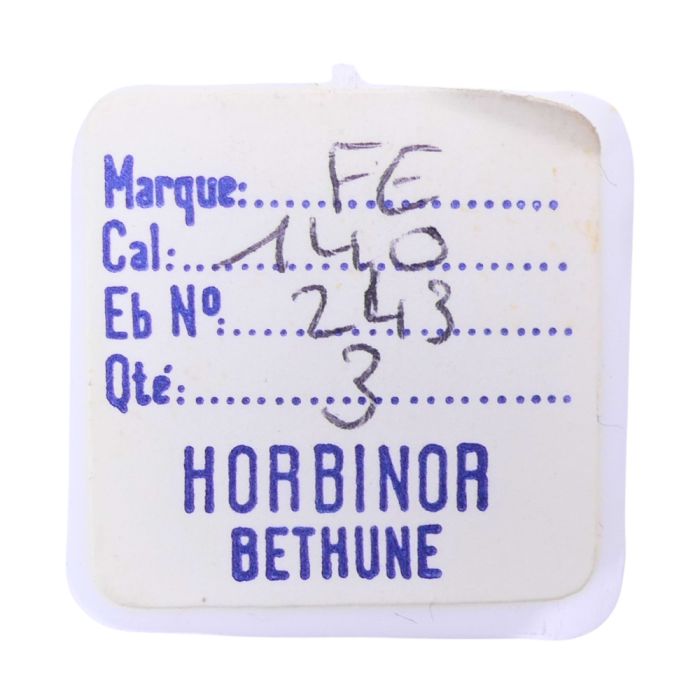 Marque: FE
Cal: 140
Eb Nº: 243
Qté: 3
HORBINOR
BETHUNE